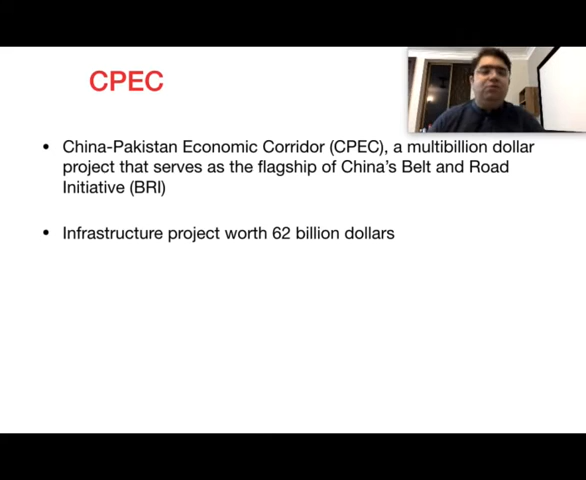 CPEC
• China-Pakistan Economic Corridor (CPEC), a multibillion dollar
project that serves as the flagship of China's Belt and Road
Initiative (BRI)
• Infrastructure project worth 62 billion dollars